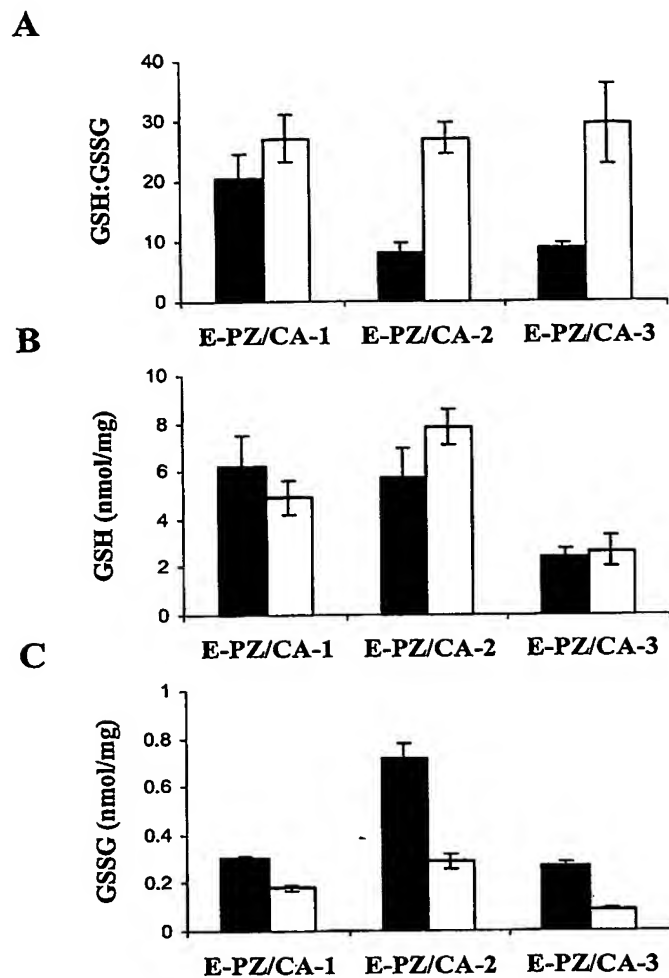 A
GSH:GSSG
40
30
20
10
0
E-PZ/CA-1 E-PZ/CA-2 E-PZ/CA-3
B
GSH (nmol/mg)
10
8
6
4
2
0
E-PZ/CA-1 E-PZ/CA-2 E-PZ/CA-3
C
GSSG (nmol/mg)
1
0.8
0.6
0.4
0.2
0
E-PZ/CA-1 E-PZ/CA-2 E-PZ/CA-3